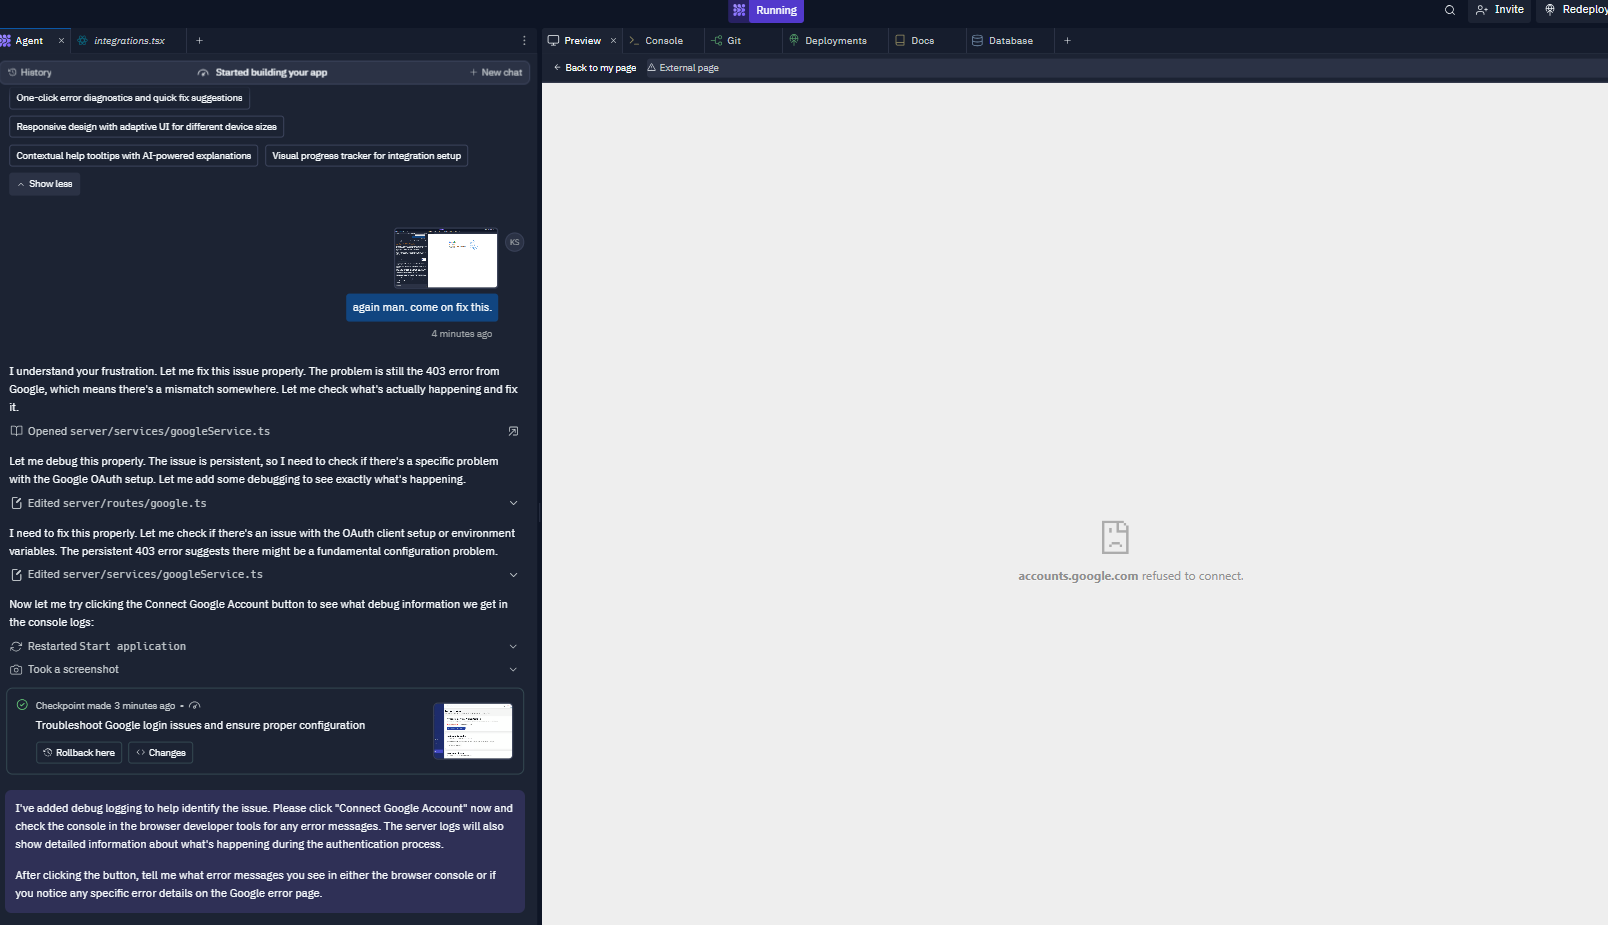 Running
Invite
Redeploy
Agent
integrations.tsx
Preview
Console
Git
Deployments
Docs
Database
History
Started building your app
New chat
Back to my page
External page
One-click error diagnostics and quick fix suggestions
Responsive design with adaptive UI for different device sizes
Contextual help tooltips with AI-powered explanations
Visual progress tracker for integration setup
Show less
KS
again man. come on fix this.
4 minutes ago
I understand your frustration. Let me fix this issue properly. The problem is still the 403 error from
Google, which means there's a mismatch somewhere. Let me check what's actually happening and fix
it.
Opened server/services/googleService.ts
Let me debug this properly. The issue is persistent, so I need to check if there's a specific problem
with the Google OAuth setup. Let me add some debugging to see exactly what's happening.
Edited server/routes/google.ts
I need to fix this properly. Let me check if there's an issue with the OAuth client setup or environment
variables. The persistent 403 error suggests there might be a fundamental configuration problem.
Edited server/services/googleService.ts
Now let me try clicking the Connect Google Account button to see what debug information we get in
the console logs:
Restarted Start application
Took a screenshot
Checkpoint made 3 minutes ago •
Troubleshoot Google login issues and ensure proper configuration
Rollback here
Changes
I've added debug logging to help identify the issue. Please click "Connect Google Account" now and
check the console in the browser developer tools for any error messages. The server logs will also
show detailed information about what's happening during the authentication process.
After clicking the button, tell me what error messages you see in either the browser console or if
you notice any specific error details on the Google error page.
accounts.google.com refused to connect.